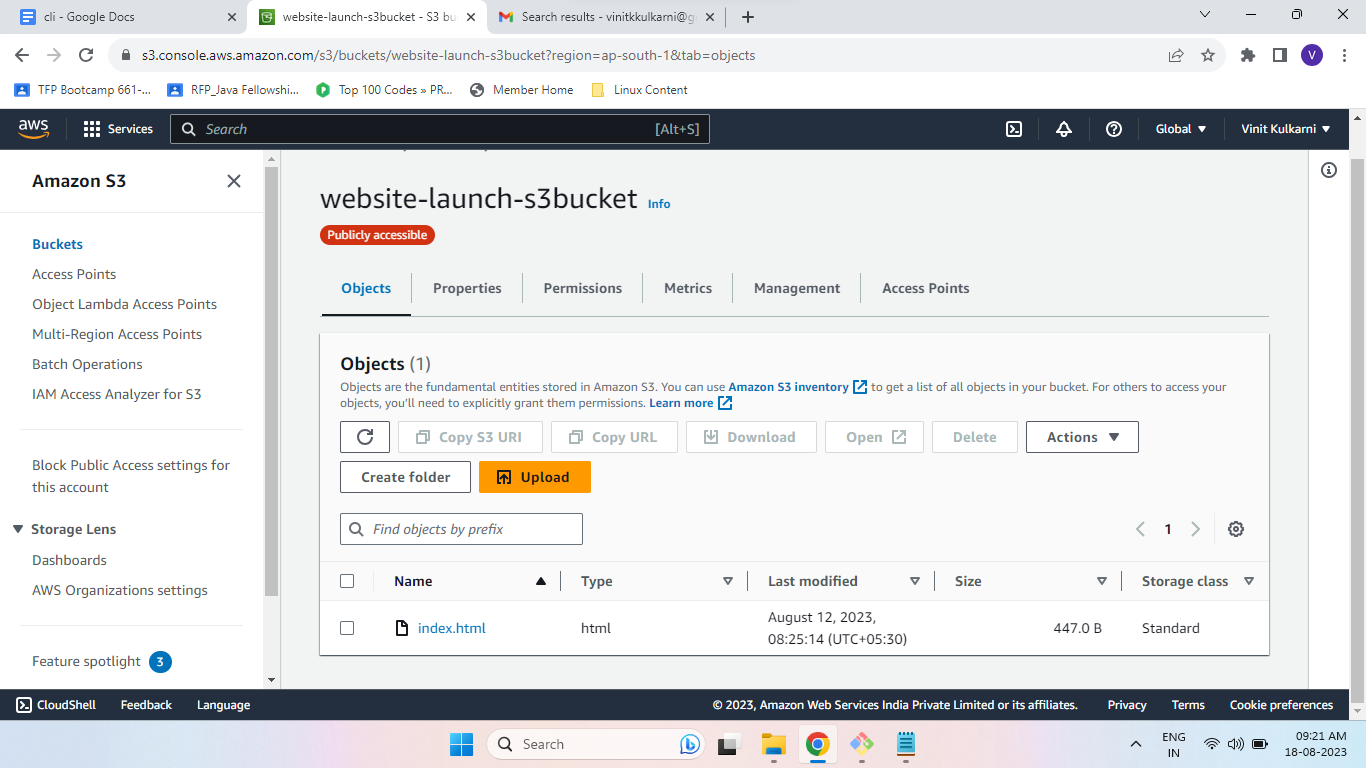 cli - Google Docs
website-launch-s3bucket - S3 bu
Search results - vinitkkulkarni@g
s3.console.aws.amazon.com/s3/buckets/website-launch-s3bucket?region=ap-south-1&tab=objects
V
TFP Bootcamp 661-...
RFP_Java Fellowshi...
Top 100 Codes » PR...
Member Home
Linux Content
aws
Services
Search
[Alt+S]
Global
Vinit Kulkarni
Amazon S3
Buckets
Access Points
Object Lambda Access Points
Multi-Region Access Points
Batch Operations
IAM Access Analyzer for S3
Block Public Access settings for
this account
Storage Lens
Dashboards
AWS Organizations settings
Feature spotlight 3
website-launch-s3bucket Info
Publicly accessible
Objects
Properties
Permissions
Metrics
Management
Access Points
Objects (1)
Objects are the fundamental entities stored in Amazon S3. You can use Amazon S3 inventory to get a list of all objects in your bucket. For others to access your
objects, you'll need to explicitly grant them permissions. Learn more
Copy S3 URI
Copy URL
Download
Open
Delete
Actions
Create folder
Upload
Find objects by prefix
1
Name
Type
Last modified
Size
Storage class
index.html
html
August 12, 2023,
08:25:14 (UTC+05:30)
447.0 B
Standard
CloudShell
Feedback
Language
© 2023, Amazon Web Services India Private Limited or its affiliates.
Privacy
Terms
Cookie preferences
Search
ENG
IN
09:21 AM
18-08-2023